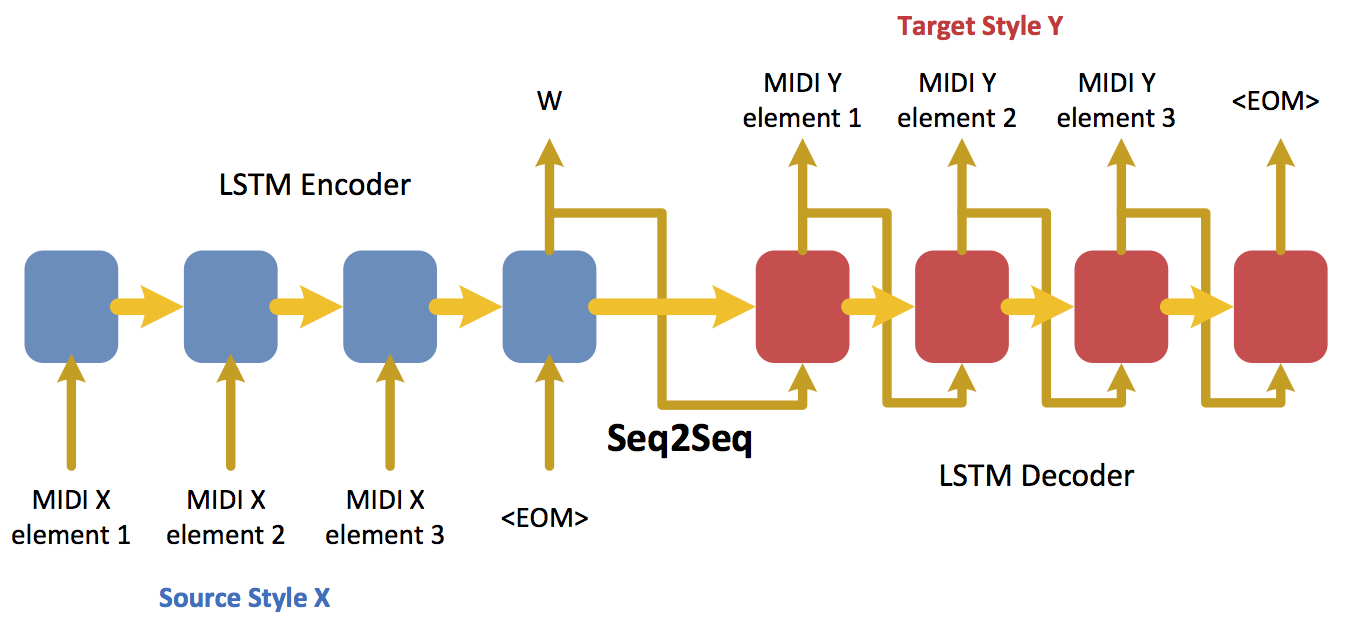 Target Style Y
W
MIDI Y
element 1
MIDI Y
element 2
MIDI Y
element 3
<EOM>
LSTM Encoder
Seq2Seq
LSTM Decoder
MIDI X
element 1
MIDI X
element 2
MIDI X
element 3
<EOM>
Source Style X